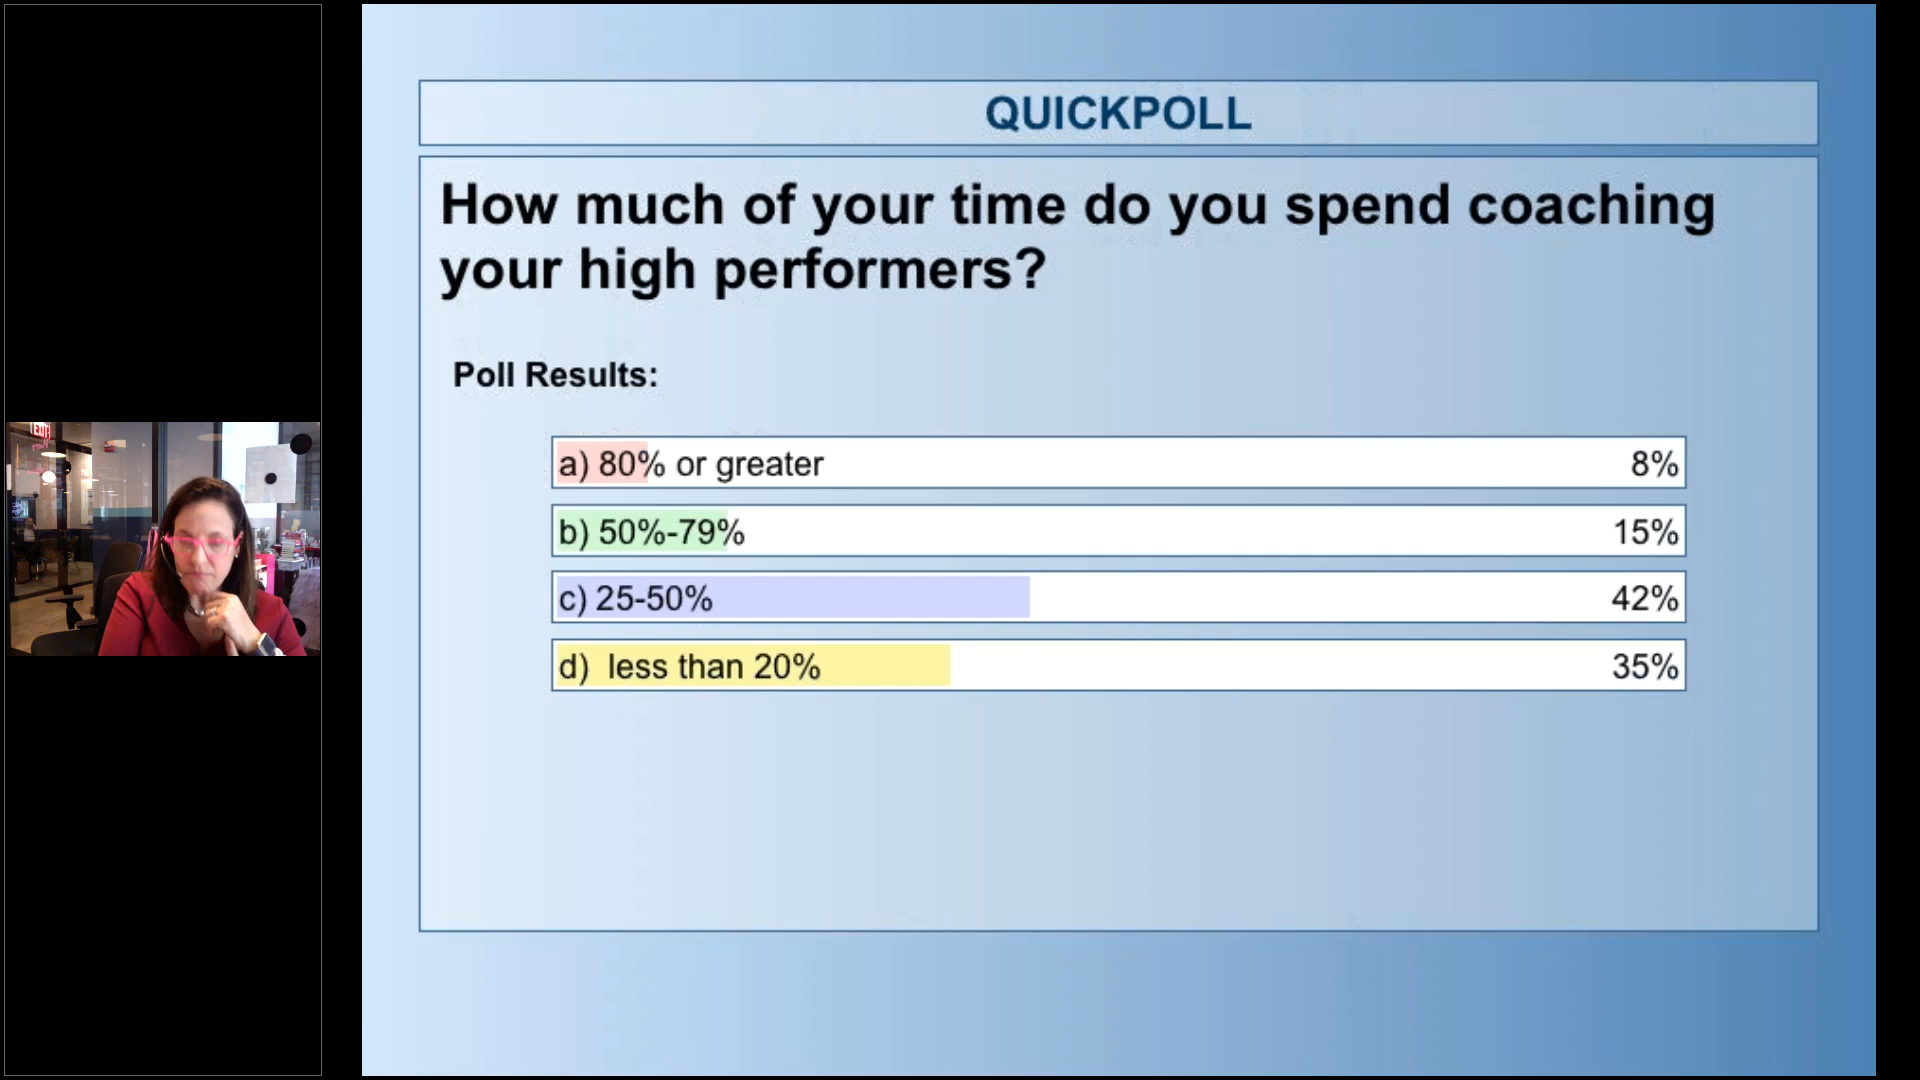 QUICKPOLL
How much of your time do you spend coaching
your high performers?
Poll Results:
a) 80% or greater 8%
b) 50%-79% 15%
c) 25-50% 42%
d) less than 20% 35%
EXIT